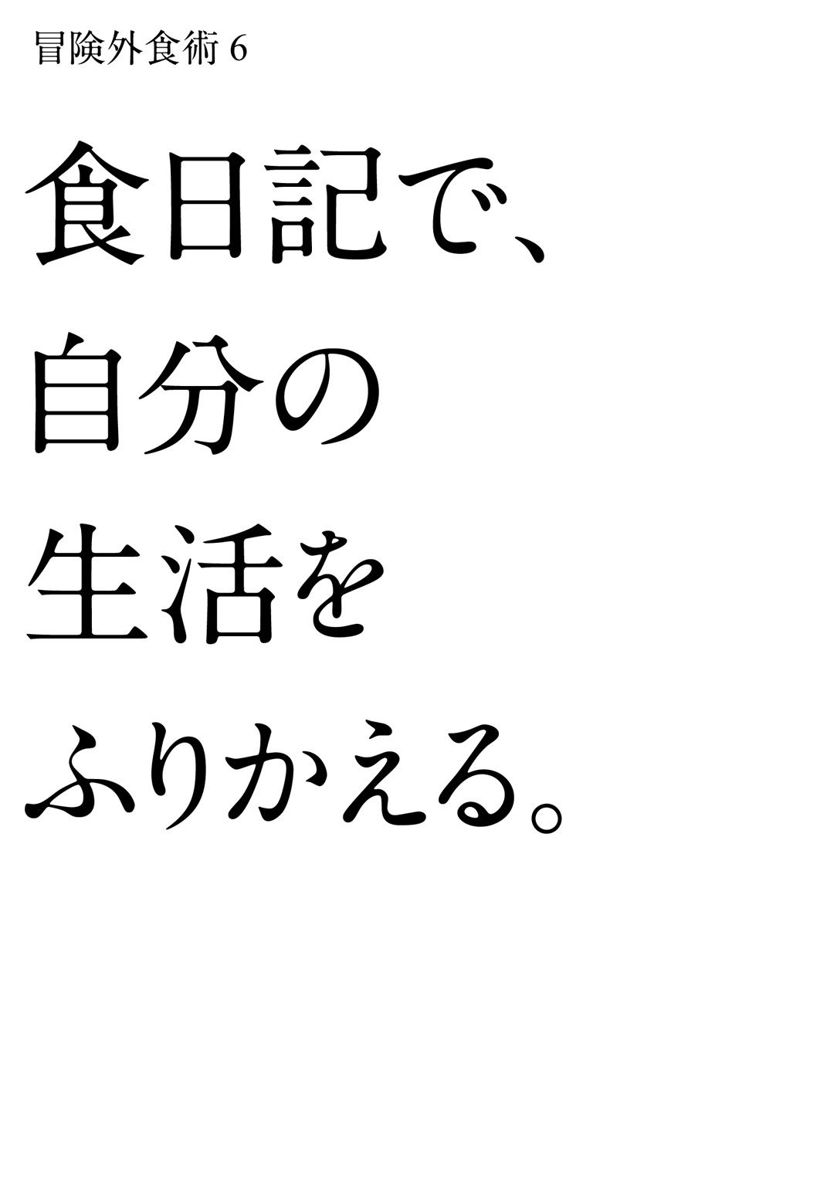 冒険外食術 6
食日記で、
自分の
生活を
ふりかえる。